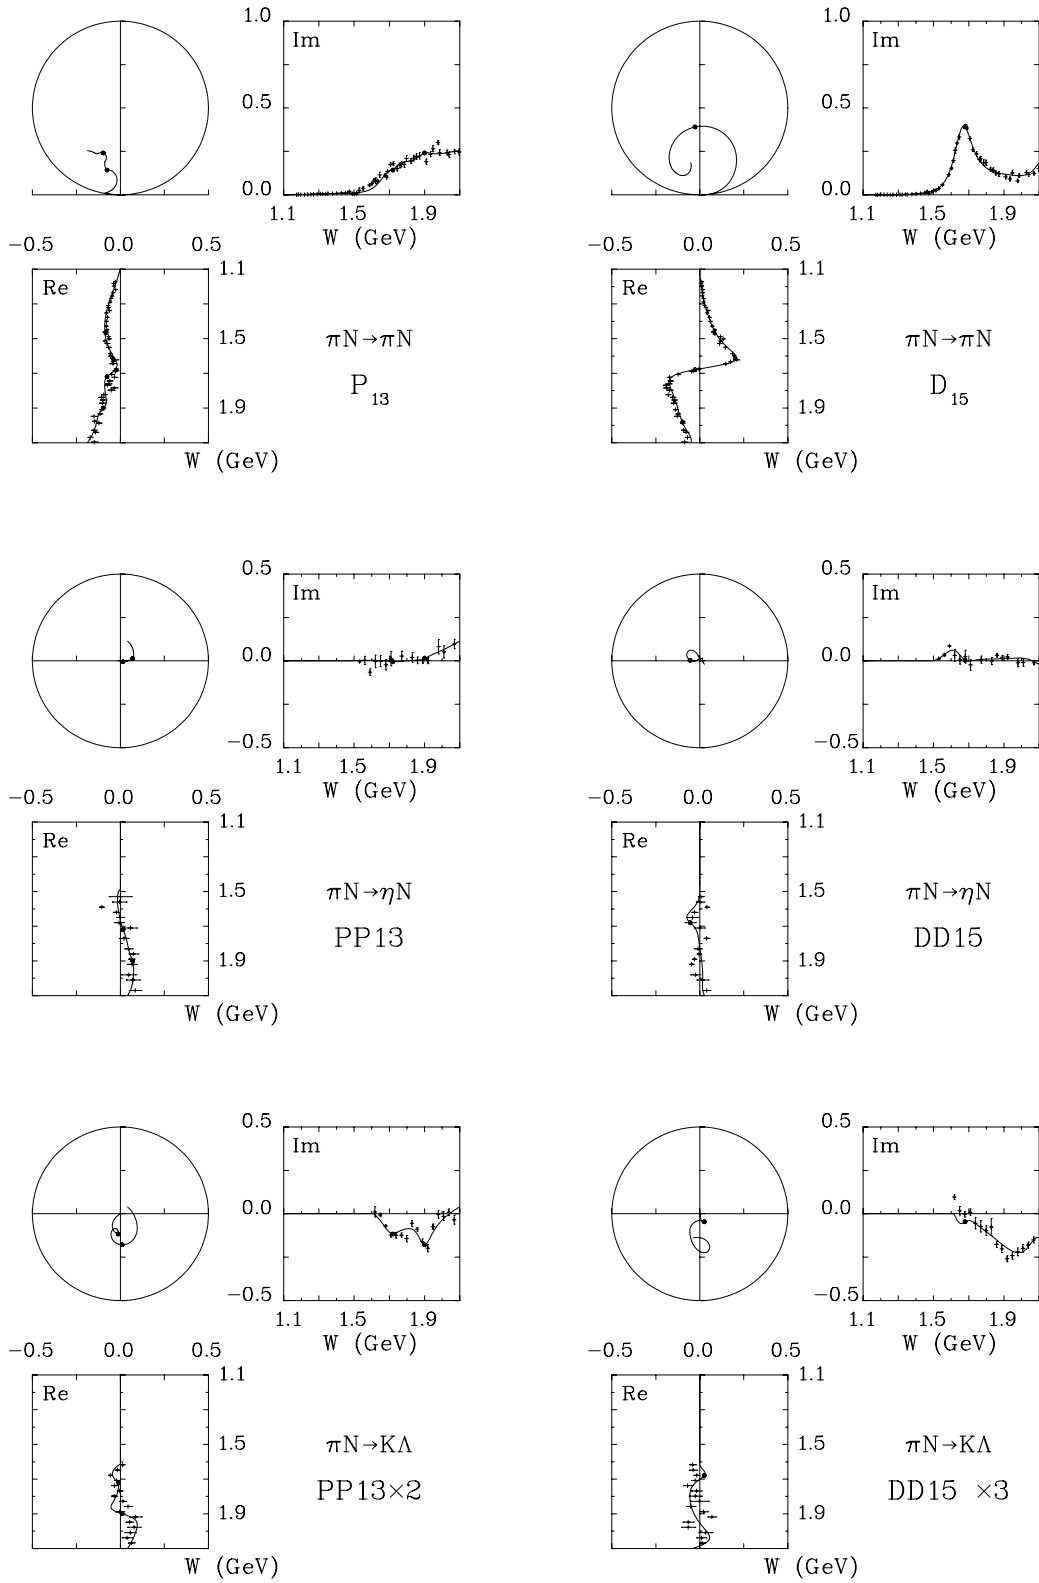 1.0
Im
0.5
0.0
1.1 1.5 1.9
W (GeV)
−0.5 0.0 0.5
Re
1.1
1.5
1.9
W (GeV)
πN→πN
P13
1.0
Im
0.5
0.0
1.1 1.5 1.9
W (GeV)
−0.5 0.0 0.5
Re
1.1
1.5
1.9
W (GeV)
πN→πN
D15
0.5
Im
0.0
−0.5
1.1 1.5 1.9
W (GeV)
−0.5 0.0 0.5
Re
1.1
1.5
1.9
W (GeV)
πN→ηN
PP13
0.5
Im
0.0
−0.5
1.1 1.5 1.9
W (GeV)
−0.5 0.0 0.5
Re
1.1
1.5
1.9
W (GeV)
πN→ηN
DD15
0.5
Im
0.0
−0.5
1.1 1.5 1.9
W (GeV)
−0.5 0.0 0.5
Re
1.1
1.5
1.9
W (GeV)
πN→KΛ
PP13×2
0.5
Im
0.0
−0.5
1.1 1.5 1.9
W (GeV)
−0.5 0.0 0.5
Re
1.1
1.5
1.9
W (GeV)
πN→KΛ
DD15 ×3